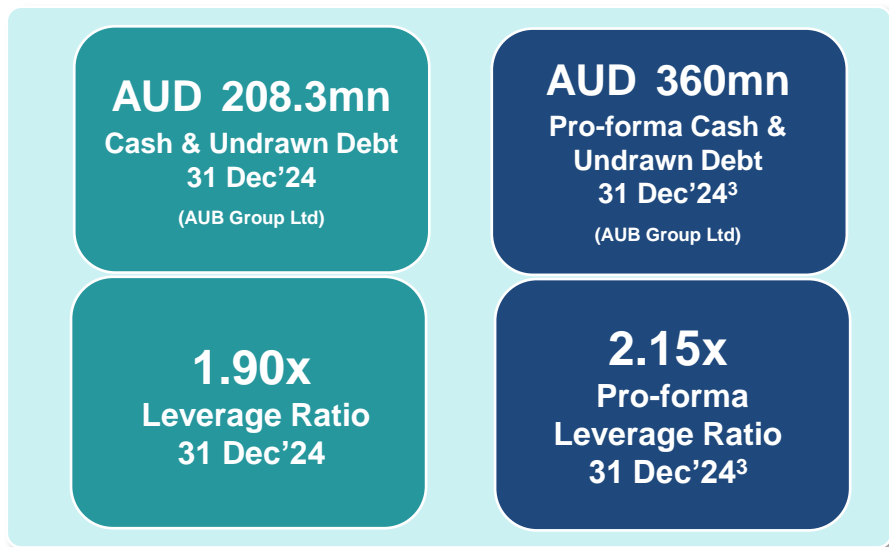 AUD 208.3mn
Cash & Undrawn Debt
31 Dec’24
(AUB Group Ltd)
AUD 360mn
Pro-forma Cash &
Undrawn Debt
31 Dec’24³
(AUB Group Ltd)
1.90x
Leverage Ratio
31 Dec’24
2.15x
Pro-forma
Leverage Ratio
31 Dec’24³